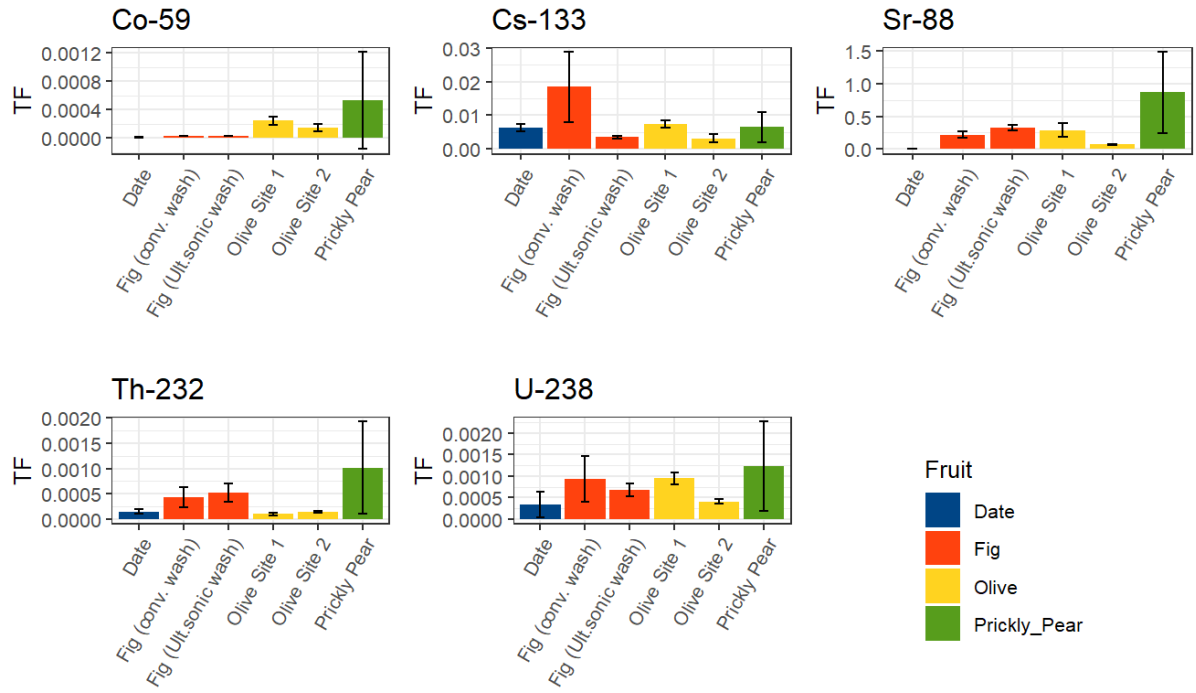 Co-59
TF
0.0012
0.0008
0.0004
0.0000
Date
Fig (conv. wash)
Fig (Ult.sonic wash)
Olive Site 1
Olive Site 2
Prickly Pear
Cs-133
TF
0.03
0.02
0.01
0.00
Date
Fig (conv. wash)
Fig (Ult.sonic wash)
Olive Site 1
Olive Site 2
Prickly Pear
Sr-88
TF
1.5
1.0
0.5
0.0
Date
Fig (conv. wash)
Fig (Ult.sonic wash)
Olive Site 1
Olive Site 2
Prickly Pear
Th-232
TF
0.0020
0.0015
0.0010
0.0005
0.0000
Date
Fig (conv. wash)
Fig (Ult.sonic wash)
Olive Site 1
Olive Site 2
Prickly Pear
U-238
TF
0.0020
0.0015
0.0010
0.0005
0.0000
Date
Fig (conv. wash)
Fig (Ult.sonic wash)
Olive Site 1
Olive Site 2
Prickly Pear
Fruit
Date
Fig
Olive
Prickly_Pear